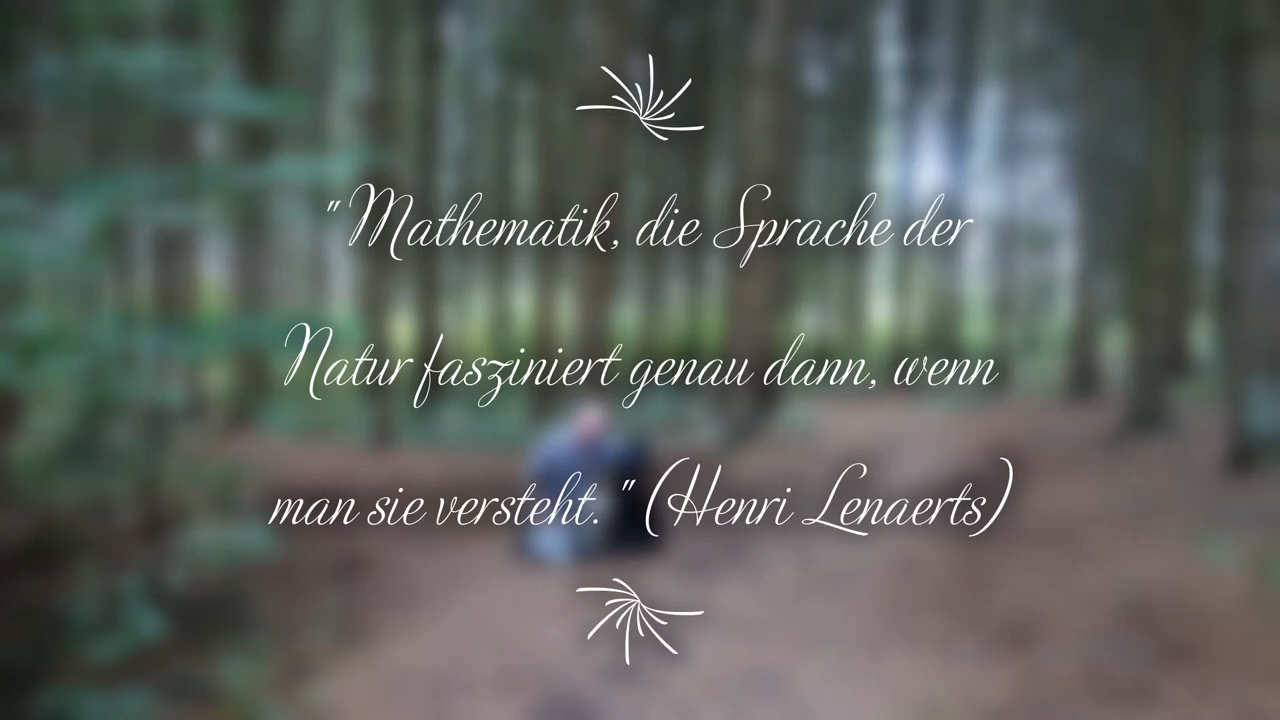 "Mathematik, die Sprache der
Natur fasziniert genau dann, wenn
man sie versteht." (Henri Lenaerts)